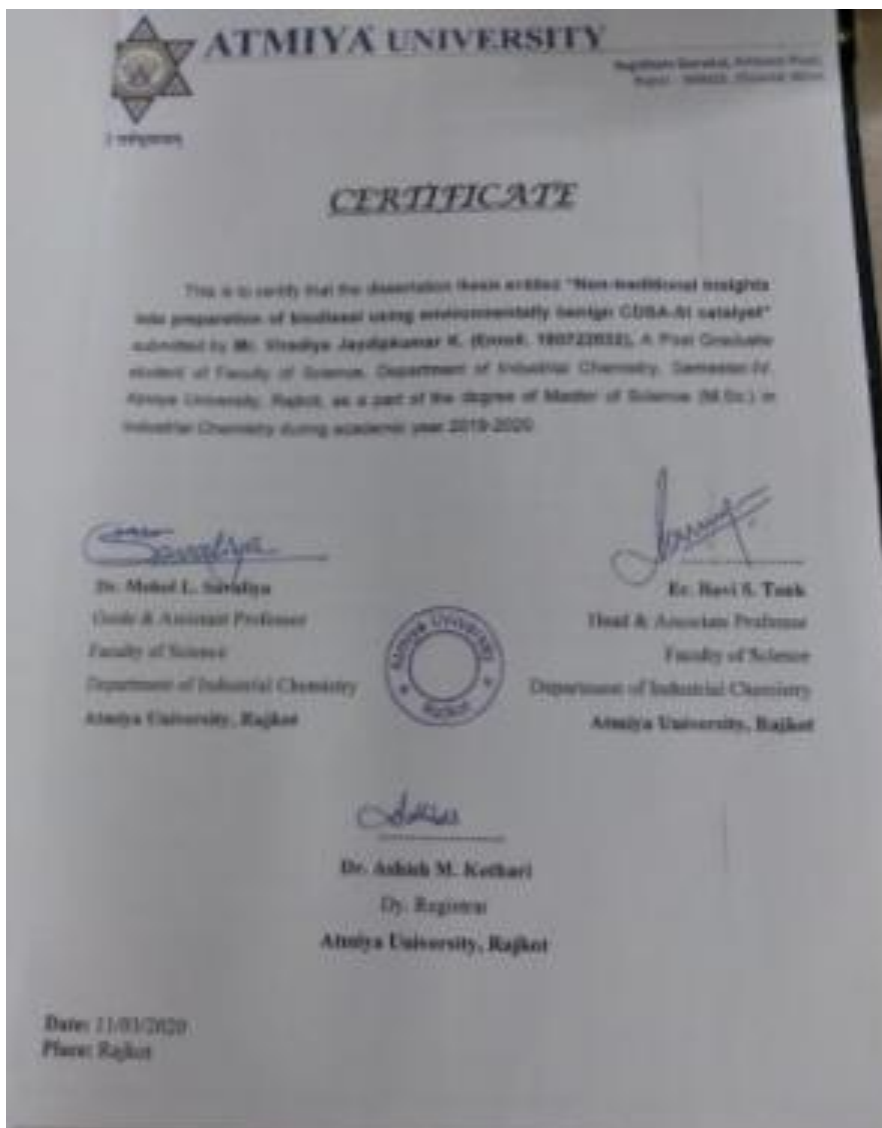 ATMIYA UNIVERSITY
CERTIFICATE
This is to certify that the dissertation thesis entitled "Non-traditional insights
into preparation of biodiesel using environmentally benign catalyst"
submitted by Mr. Viradiya Jaydipkumar K. A Post Graduate
student of Faculty of Science, Department of Industrial Chemistry, Semester-IV,
Atmiya University, Rajkot, as a part of the degree of Master of Science (M.Sc.) in
Industrial Chemistry during academic year 2019-2020
Savaliya
Dr. Mehul L. Savaliya
Guide & Assistant Professor
Faculty of Science
Department of Industrial Chemistry
Atmiya University, Rajkot
Er. Ravi S. Tank
Head & Associate Professor
Faculty of Science
Department of Industrial Chemistry
Atmiya University, Rajkot
ATMIYA UNIVERSITY
Rajkot
Dr. Ashish M. Kothari
Dy. Registrar
Atmiya University, Rajkot
Date: 11/03/2020
Place: Rajkot